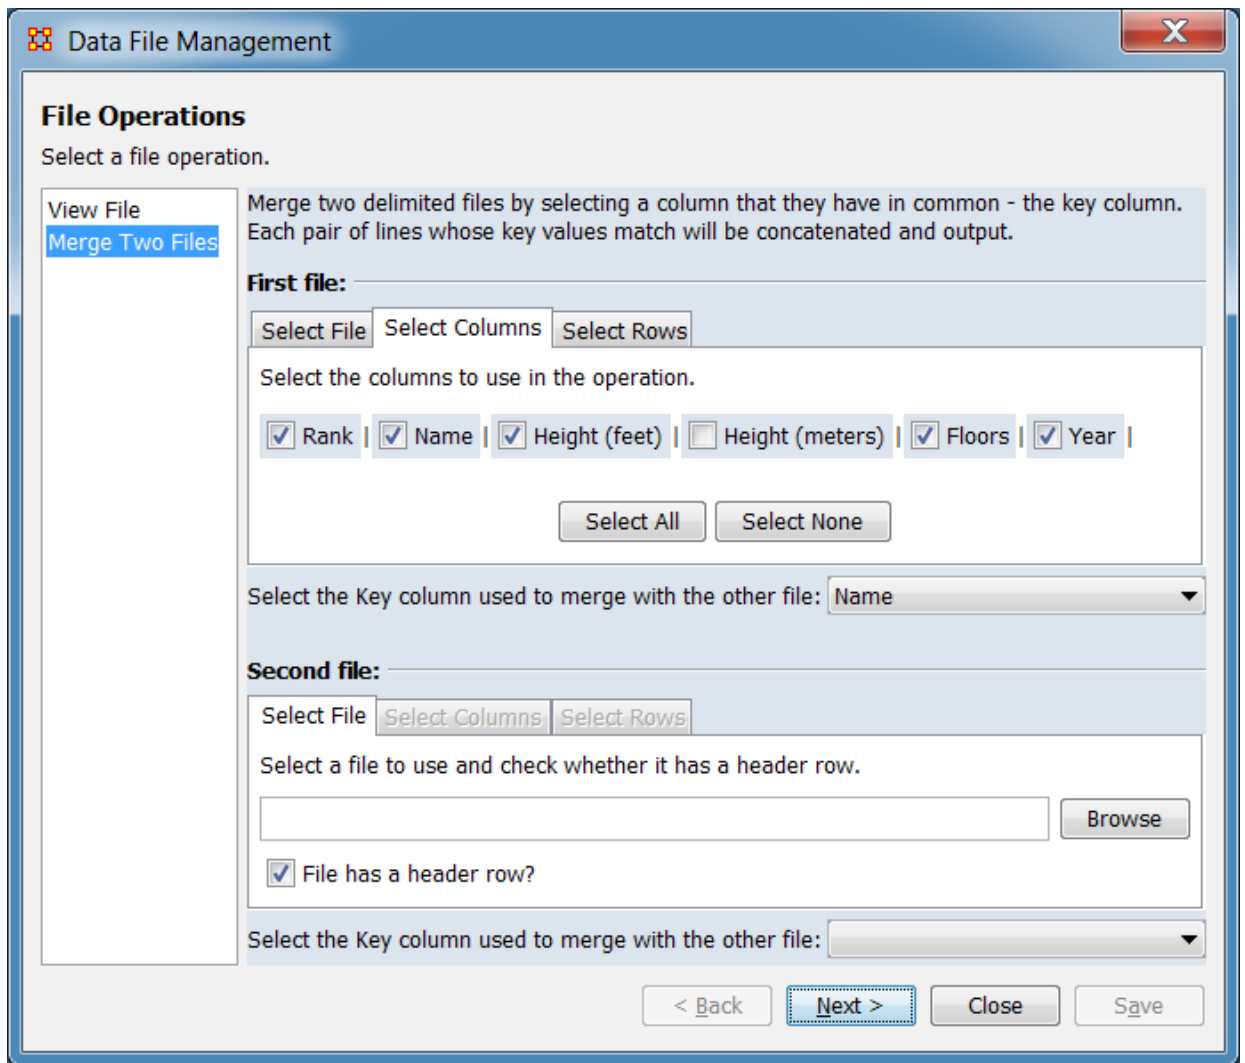 Data File Management
X
File Operations
Select a file operation.
View File
Merge Two Files
Merge two delimited files by selecting a column that they have in common - the key column.
Each pair of lines whose key values match will be concatenated and output.
First file:
Select File Select Columns Select Rows
Select the columns to use in the operation.
Rank | Name | Height (feet) | Height (meters) | Floors | Year |
Select All Select None
Select the Key column used to merge with the other file: Name
Second file:
Select File Select Columns Select Rows
Select a file to use and check whether it has a header row.
Browse
File has a header row?
Select the Key column used to merge with the other file:
< Back Next > Close Save